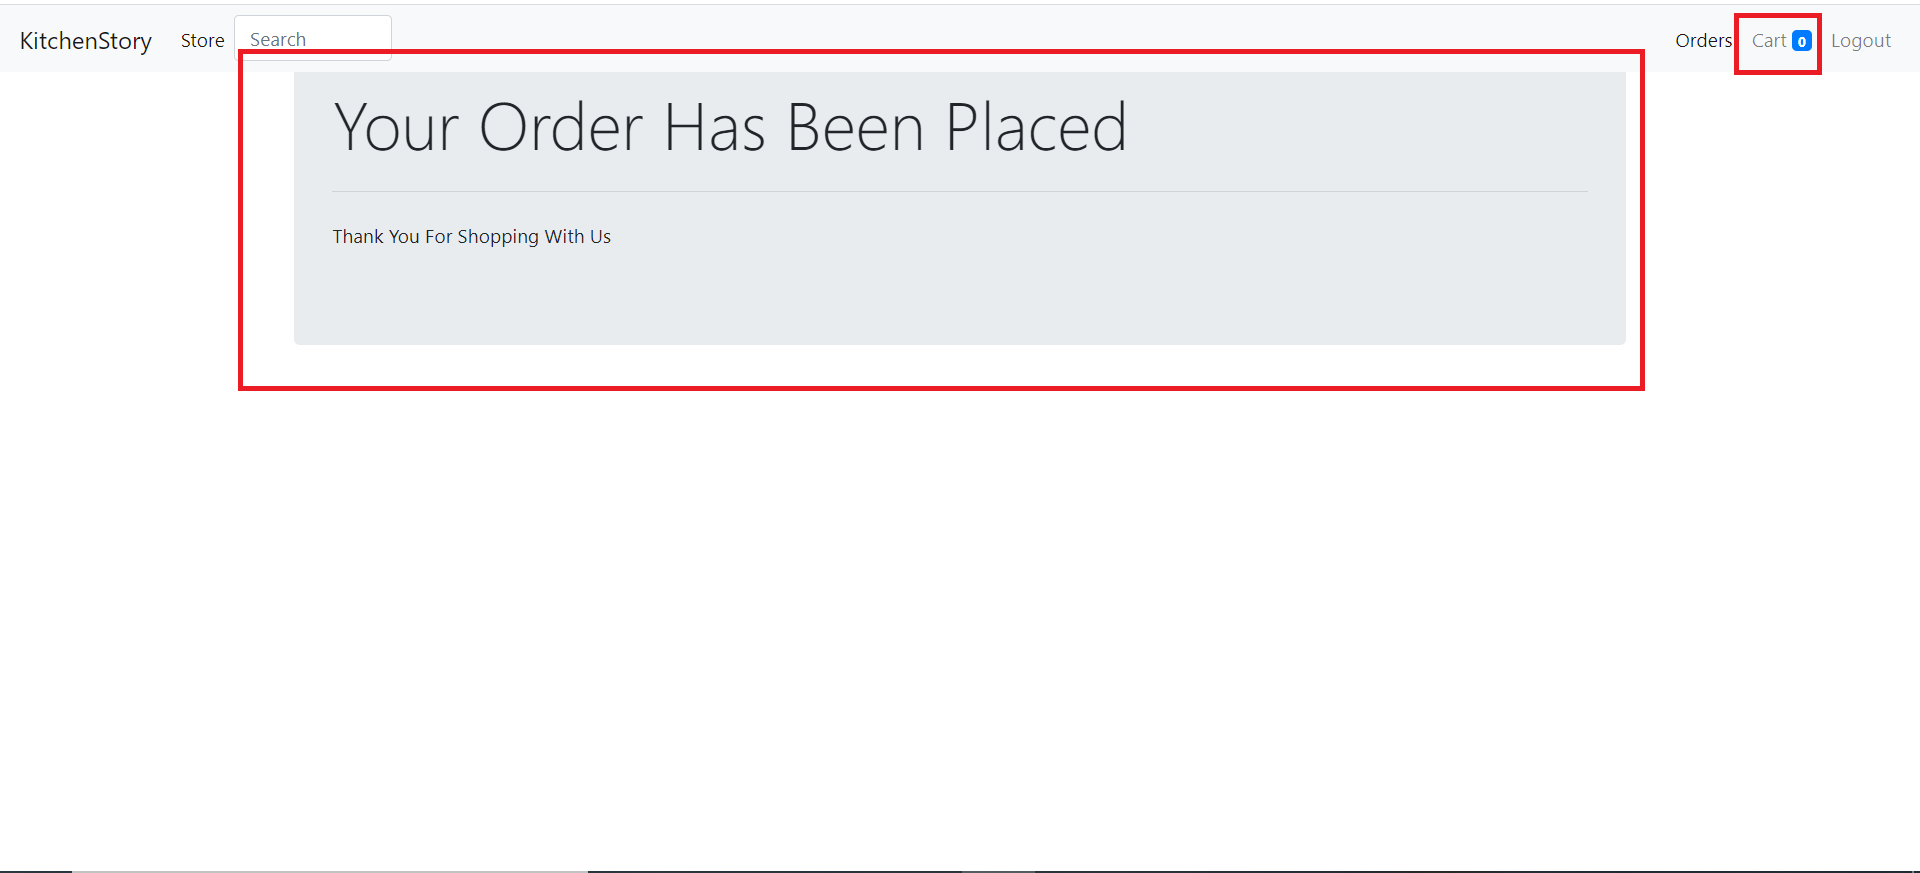 KitchenStory Store Search Orders Cart 0 Logout
Your Order Has Been Placed
Thank You For Shopping With Us